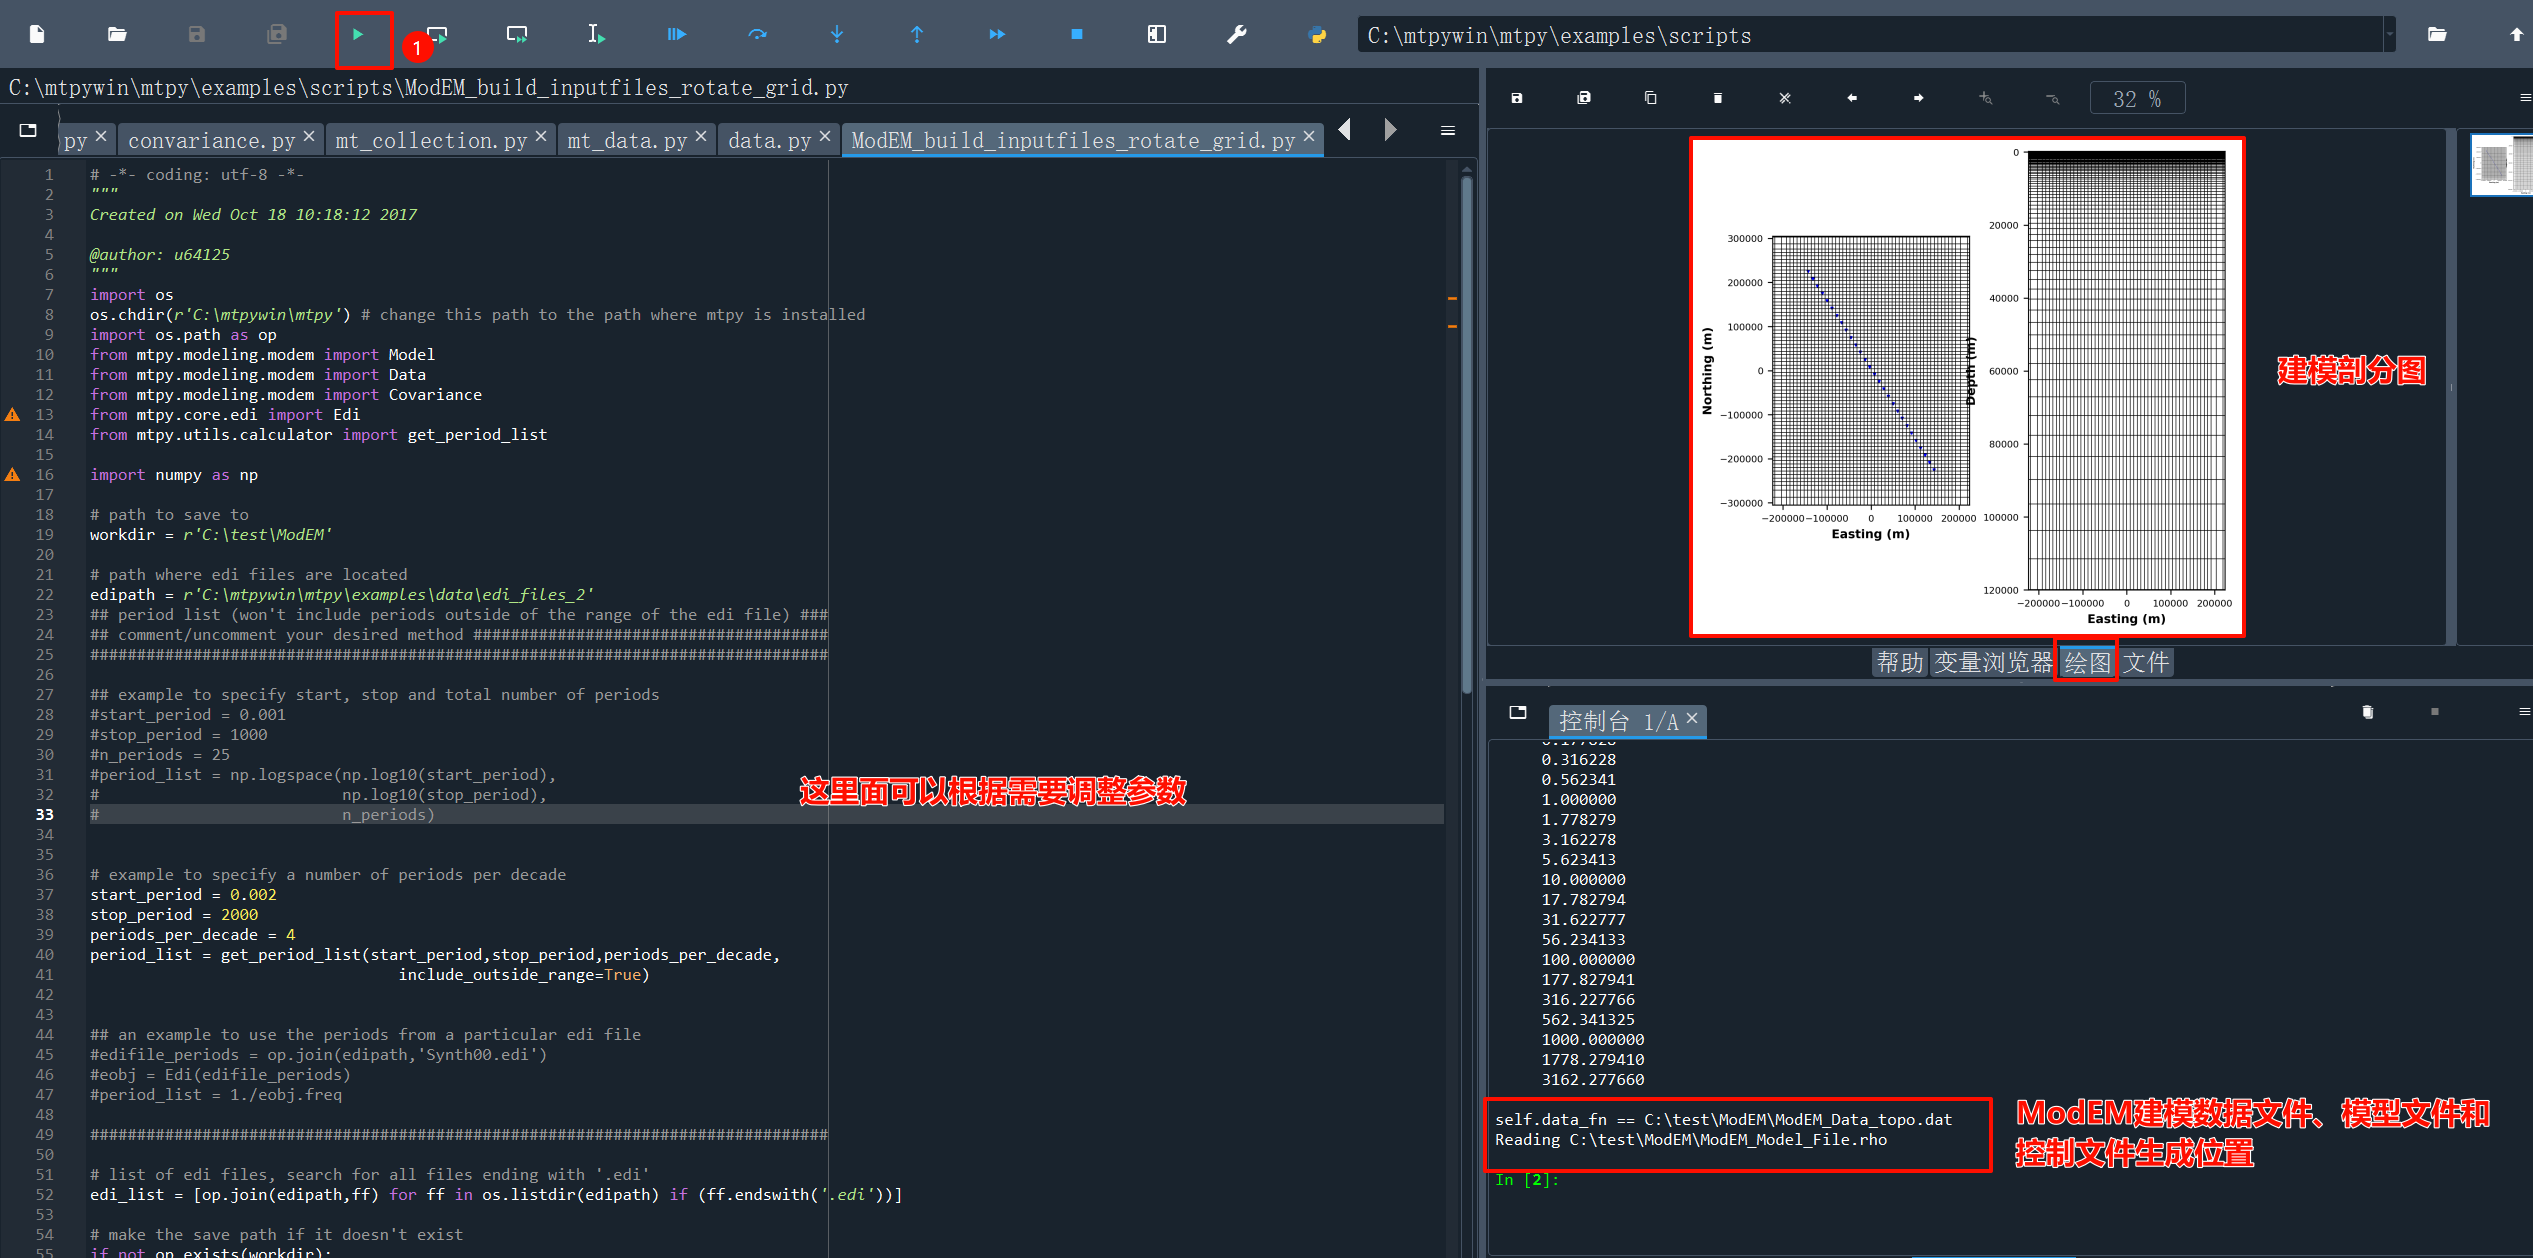 1
C:\mtpywin\mtpy\examples\scripts
C:\mtpywin\mtpy\examples\scripts\ModEM_build_inputfiles_rotate_grid.py
py
convariance.py
mt_collection.py
mt_data.py
data.py
ModEM_build_inputfiles_rotate_grid.py
1 # -*- coding: utf-8 -*-
2 """
3 Created on Wed Oct 18 10:18:12 2017
4
5 @author: u64125
6 """
7 import os
8 os.chdir(r'C:\mtpywin\mtpy') # change this path to the path where mtpy is installed
9 import os.path as op
10 from mtpy.modeling.modem import Model
11 from mtpy.modeling.modem import Data
12 from mtpy.modeling.modem import Covariance
13 from mtpy.core.edi import Edi
14 from mtpy.utils.calculator import get_period_list
15
16 import numpy as np
17
18 # path to save to
19 workdir = r'C:\test\ModEM'
20
21 # path where edi files are located
22 edipath = r'C:\mtpywin\mtpy\examples\data\edi_files_2'
23 ## period list (won't include periods outside of the range of the edi file) ###
24 ## comment/uncomment your desired method ######################################
25 ###############################################################################
26
27 ## example to specify start, stop and total number of periods
28 #start_period = 0.001
29 #stop_period = 1000
30 #n_periods = 25
31 #period_list = np.logspace(np.log10(start_period),
32 #                          np.log10(stop_period),
33 #                          n_periods)
34
35
36 # example to specify a number of periods per decade
37 start_period = 0.002
38 stop_period = 2000
39 periods_per_decade = 4
40 period_list = get_period_list(start_period,stop_period,periods_per_decade,
41                                  include_outside_range=True)
42
43
44 ## an example to use the periods from a particular edi file
45 #edifile_periods = op.join(edipath,'Synth00.edi')
46 #eobj = Edi(edifile_periods)
47 #period_list = 1./eobj.freq
48
49 ###############################################################################
50
51 # list of edi files, search for all files ending with '.edi'
52 edi_list = [op.join(edipath,ff) for ff in os.listdir(edipath) if (ff.endswith('.edi'))]
53
54 # make the save path if it doesn't exist
55 if not op.exists(workdir):
这里面可以根据需要调整参数
32 %
300000
200000
100000
0
−100000
−200000
−300000
Northing (m)
−200000 −100000 0 100000 200000
Easting (m)
0
20000
40000
60000
80000
100000
120000
Depth (m)
−200000 −100000 0 100000 200000
Easting (m)
建模剖分图
帮助 变量浏览器 绘图 文件
控制台 1/A
0.316228
0.562341
1.000000
1.778279
3.162278
5.623413
10.000000
17.782794
31.622777
56.234133
100.000000
177.827941
316.227766
562.341325
1000.000000
1778.279410
3162.277660
self.data_fn == C:\test\ModEM\ModEM_Data_topo.dat
Reading C:\test\ModEM\ModEM_Model_File.rho
In [2]:
ModEM建模数据文件、模型文件和
控制文件生成位置